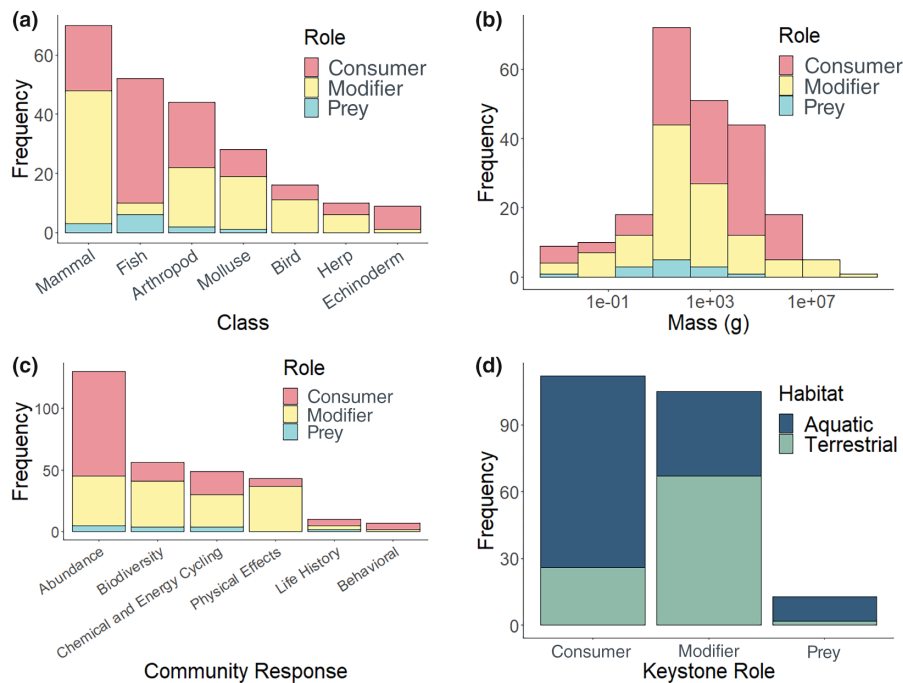 (a)
Role
Consumer
Modifier
Prey
Frequency
60
40
20
0
Mammal
Fish
Arthropod
Molluse
Bird
Herp
Echinoderm
Class
(b)
Role
Consumer
Modifier
Prey
Frequency
60
40
20
0
1e-01
1e+03
1e+07
Mass (g)
(c)
Role
Consumer
Modifier
Prey
Frequency
100
50
0
Abundance
Biodiversity
Chemical and Energy Cycling
Physical Effects
Life History
Behavioral
Community Response
(d)
Habitat
Aquatic
Terrestrial
Frequency
90
60
30
0
Consumer
Modifier
Prey
Keystone Role